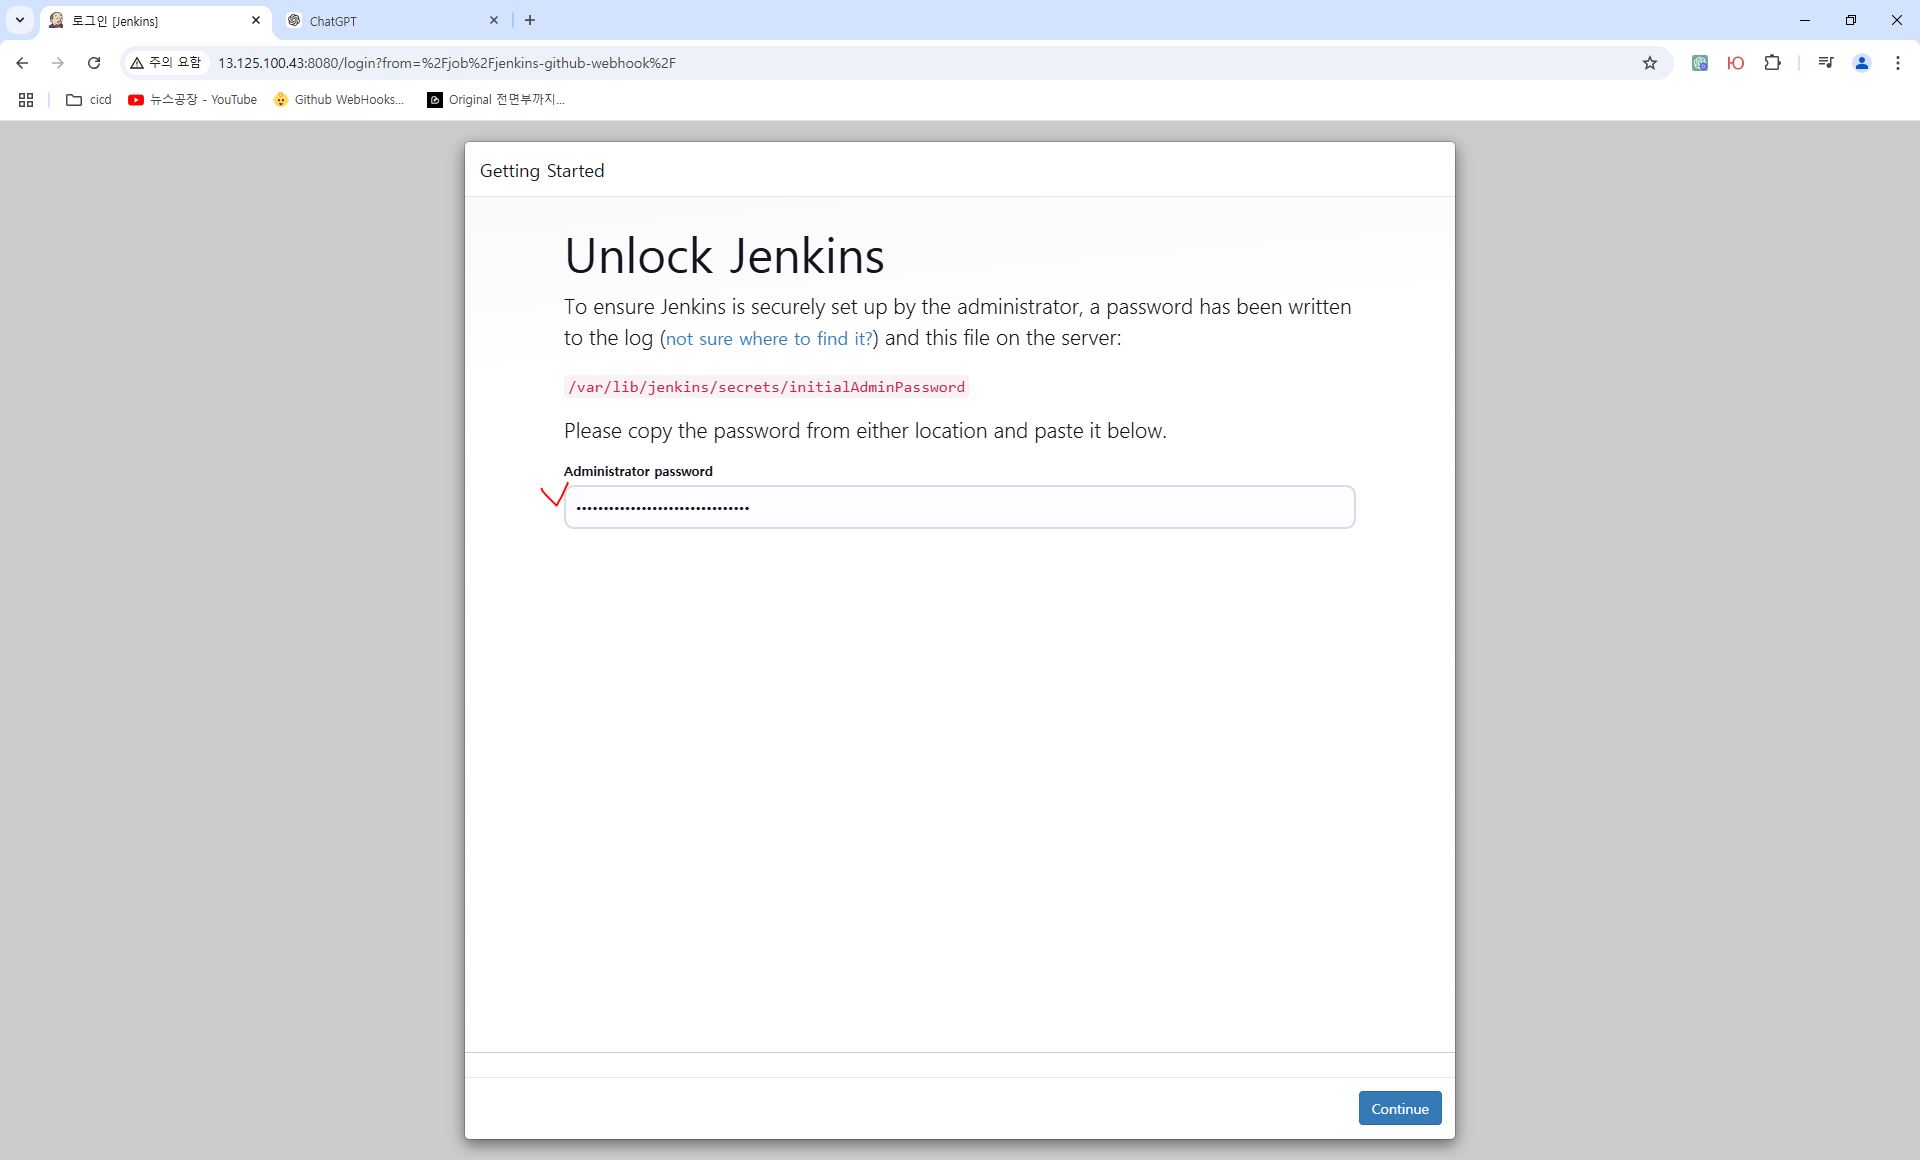 로그인 [Jenkins]
ChatGPT
주의 요함
13.125.100.43:8080/login?from=%2Fjob%2Fjenkins-github-webhook%2F
cicd
뉴스공장 - YouTube
Github WebHooks...
Original 전면부까지...
Getting Started
Unlock Jenkins
To ensure Jenkins is securely set up by the administrator, a password has been written
to the log (not sure where to find it?) and this file on the server:
/var/lib/jenkins/secrets/initialAdminPassword
Please copy the password from either location and paste it below.
Administrator password
Continue